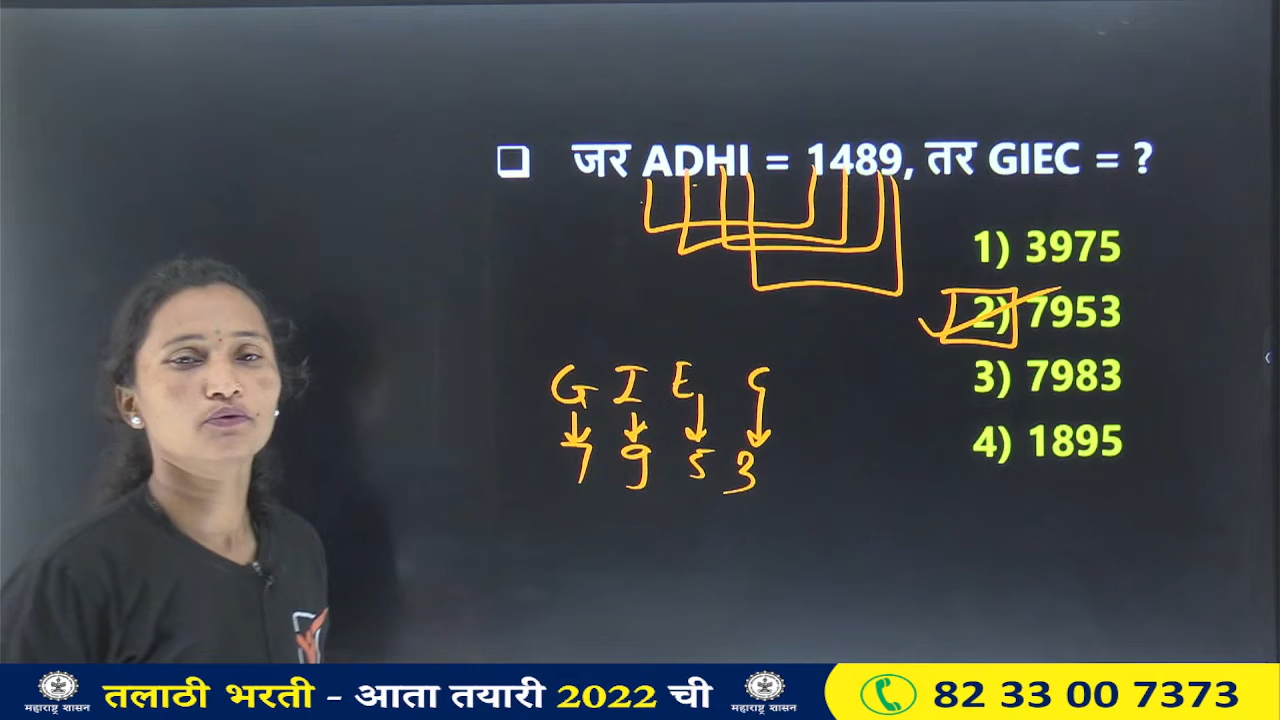 ❑ जर ADHI = 1489, तर GIEC = ?
1) 3975
2) 7953
3) 7983
4) 1895
G I E C
7 9 5 3
महाराष्ट्र शासन
तलाठी भरती - आता तयारी 2022 ची
महाराष्ट्र शासन
82 33 00 7373